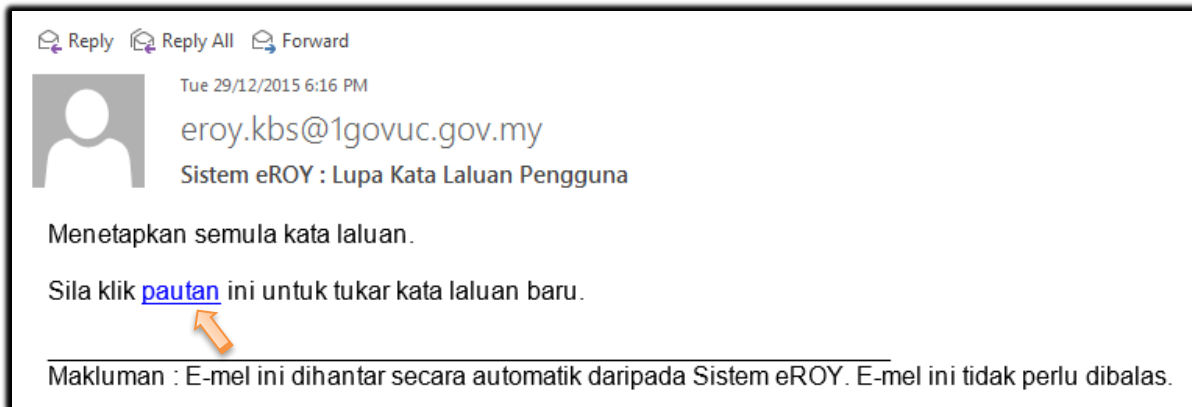 Reply Reply All Forward
Tue 29/12/2015 6:16 PM
eroy.kbs@1govuc.gov.my
Sistem eROY : Lupa Kata Laluan Pengguna
Menetapkan semula kata laluan.
Sila klik pautan ini untuk tukar kata laluan baru.
Makluman : E-mel ini dihantar secara automatik daripada Sistem eROY. E-mel ini tidak perlu dibalas.